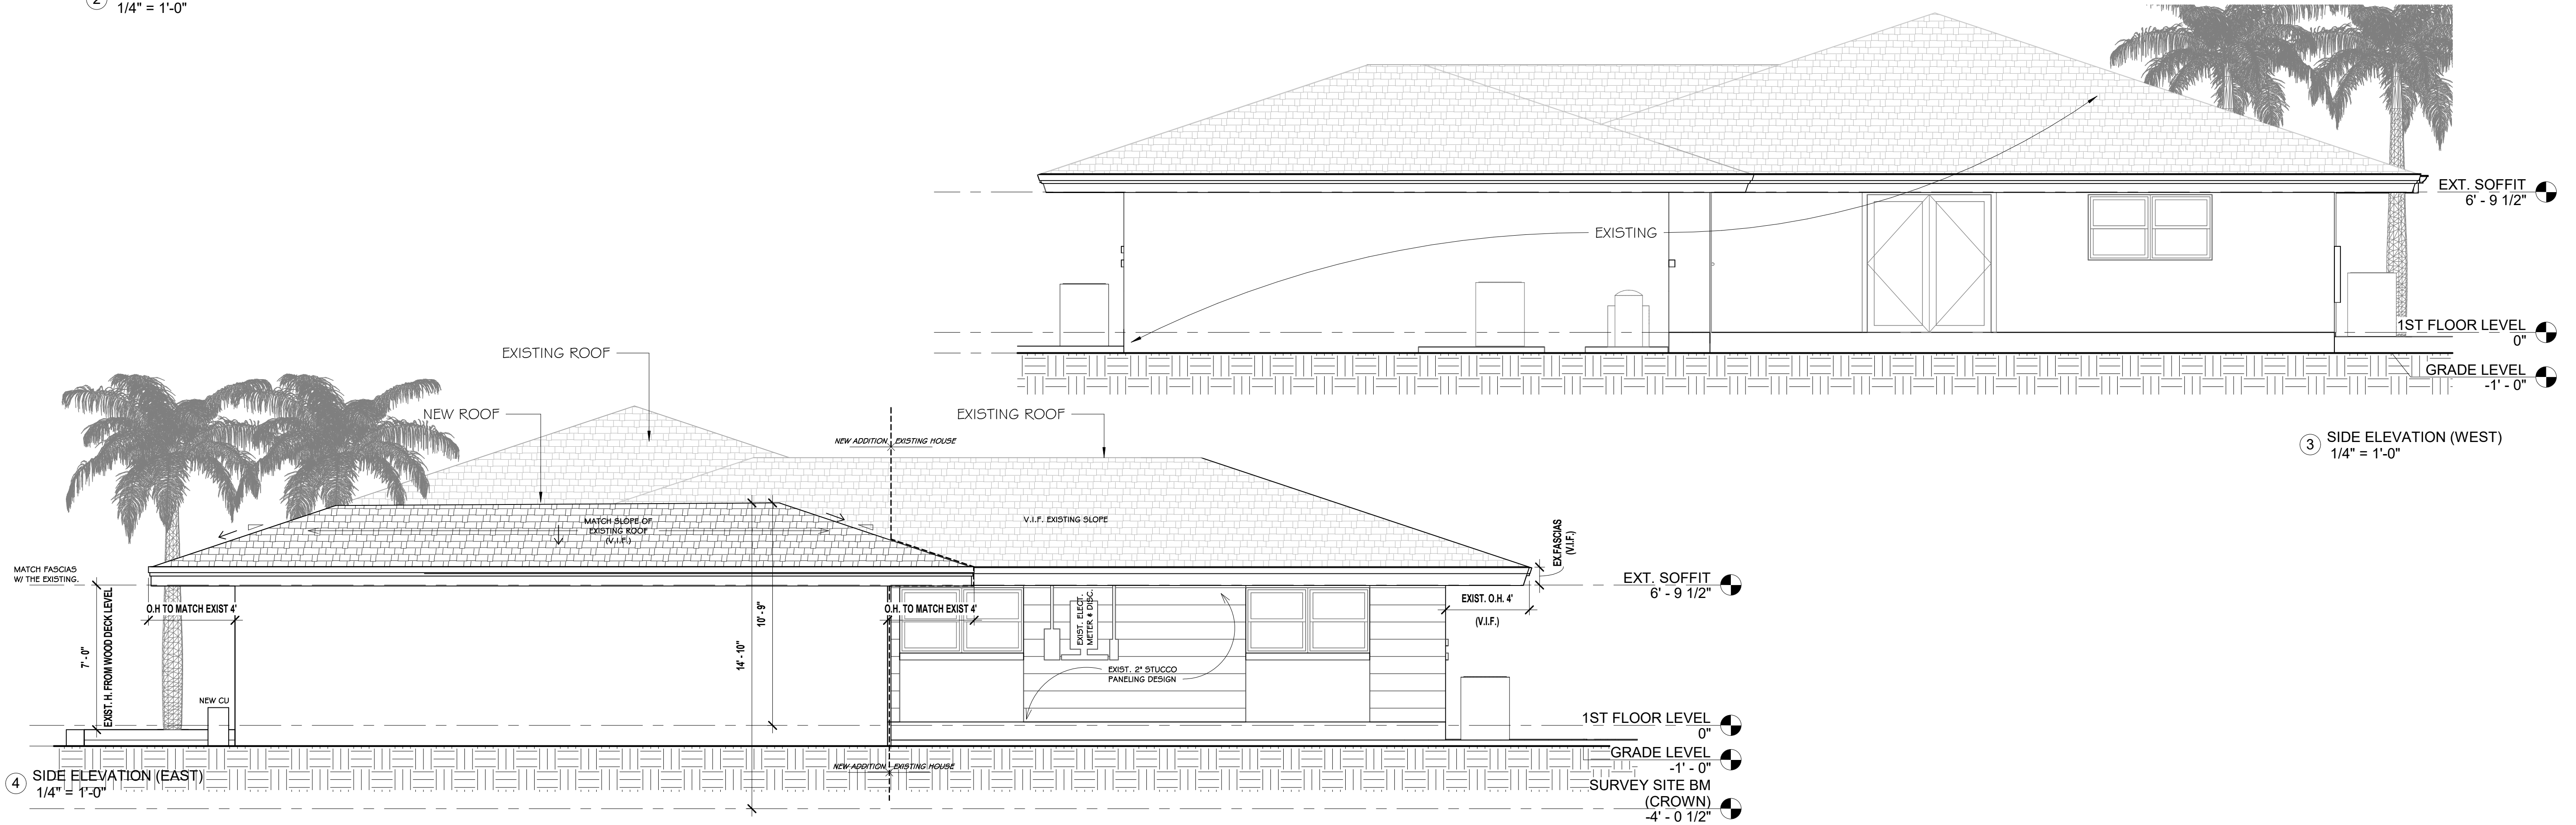 2
1/4" = 1'-0"
EXISTING
EXT. SOFFIT
6' - 9 1/2"
1ST FLOOR LEVEL
0"
GRADE LEVEL
-1' - 0"
3 SIDE ELEVATION (WEST)
1/4" = 1'-0"
EXISTING ROOF
NEW ROOF
EXISTING ROOF
NEW ADDITION EXISTING HOUSE
MATCH SLOPE OF
EXISTING ROOF
(V.I.F.)
V.I.F. EXISTING SLOPE
EX.FASCIAS
(V.I.F.)
MATCH FASCIAS
W/ THE EXISTING.
O.H TO MATCH EXIST 4'
O.H. TO MATCH EXIST 4'
EXIST. O.H. 4'
(V.I.F.)
7' - 0"
EXIST. H. FROM WOOD DECK LEVEL
NEW CU
14' - 10"
10' - 9"
EXIST. ELECT.
METER & DISC.
EXIST. 2" STUCCO
PANELING DESIGN
EXT. SOFFIT
6' - 9 1/2"
1ST FLOOR LEVEL
0"
GRADE LEVEL
-1' - 0"
SURVEY SITE BM
(CROWN)
-4' - 0 1/2"
NEW ADDITION EXISTING HOUSE
4 SIDE ELEVATION (EAST)
1/4" = 1'-0"